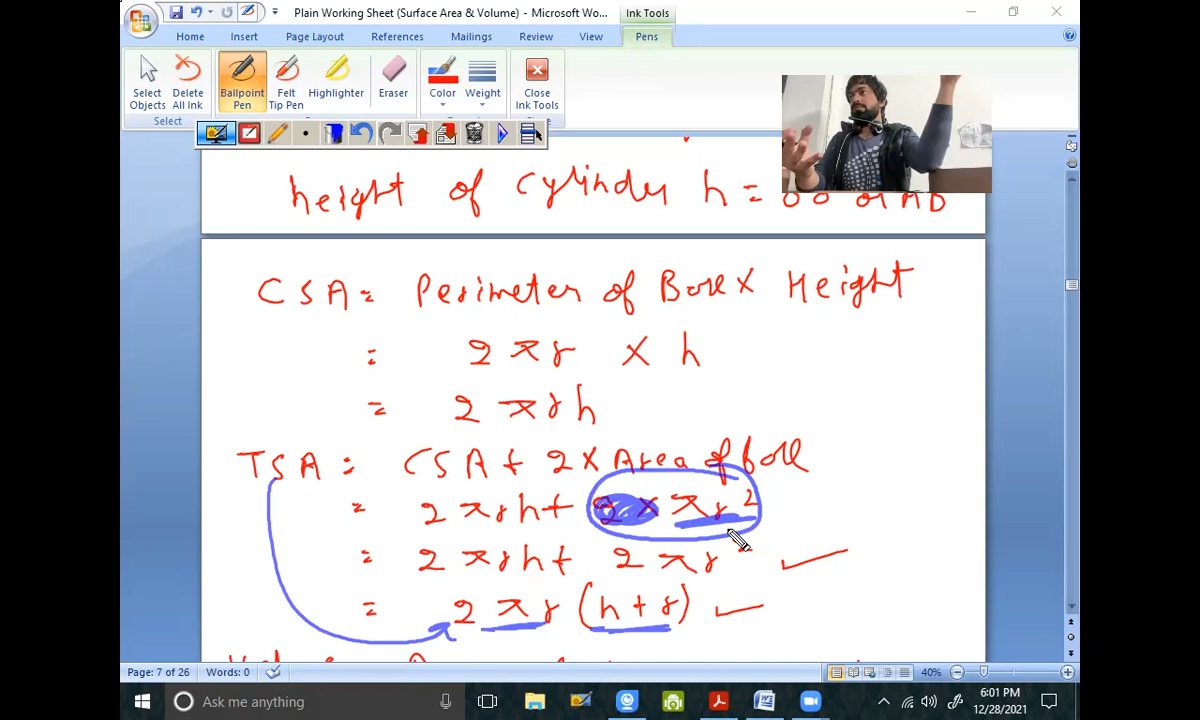 Plain Working Sheet (Surface Area & Volume) - Microsoft Wo...
Ink Tools
Home Insert Page Layout References Mailings Review View Pens
Select Objects
Delete All Ink
Ballpoint Pen
Felt Tip Pen
Highlighter
Eraser
Color
Weight
Close Ink Tools
Select
height of cylinder h =
CSA = Perimeter of Base X Height
= 2πr X h
= 2πrh
TSA = CSA + 2 X Area of base
= 2πrh + 2 X πr²
= 2πrh + 2πr²
= 2πr (h+r)
Page: 7 of 26 Words: 0 40%
Ask me anything
6:01 PM
12/28/2021